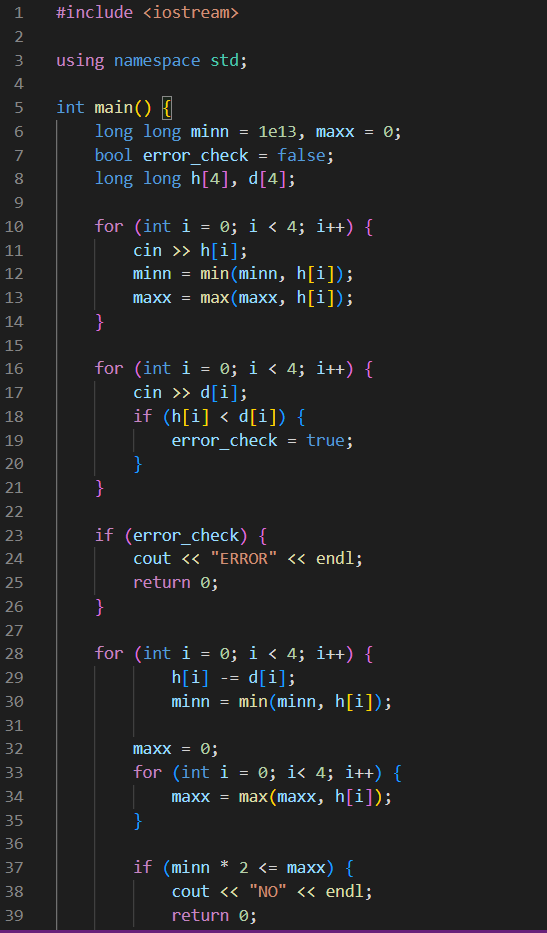 1 #include <iostream>
2
3 using namespace std;
4
5 int main() {
6 long long minn = 1e13, maxx = 0;
7 bool error_check = false;
8 long long h[4], d[4];
9
10 for (int i = 0; i < 4; i++) {
11 cin >> h[i];
12 minn = min(minn, h[i]);
13 maxx = max(maxx, h[i]);
14 }
15
16 for (int i = 0; i < 4; i++) {
17 cin >> d[i];
18 if (h[i] < d[i]) {
19 error_check = true;
20 }
21 }
22
23 if (error_check) {
24 cout << "ERROR" << endl;
25 return 0;
26 }
27
28 for (int i = 0; i < 4; i++) {
29 h[i] -= d[i];
30 minn = min(minn, h[i]);
31
32 maxx = 0;
33 for (int i = 0; i< 4; i++) {
34 maxx = max(maxx, h[i]);
35 }
36
37 if (minn * 2 <= maxx) {
38 cout << "NO" << endl;
39 return 0;